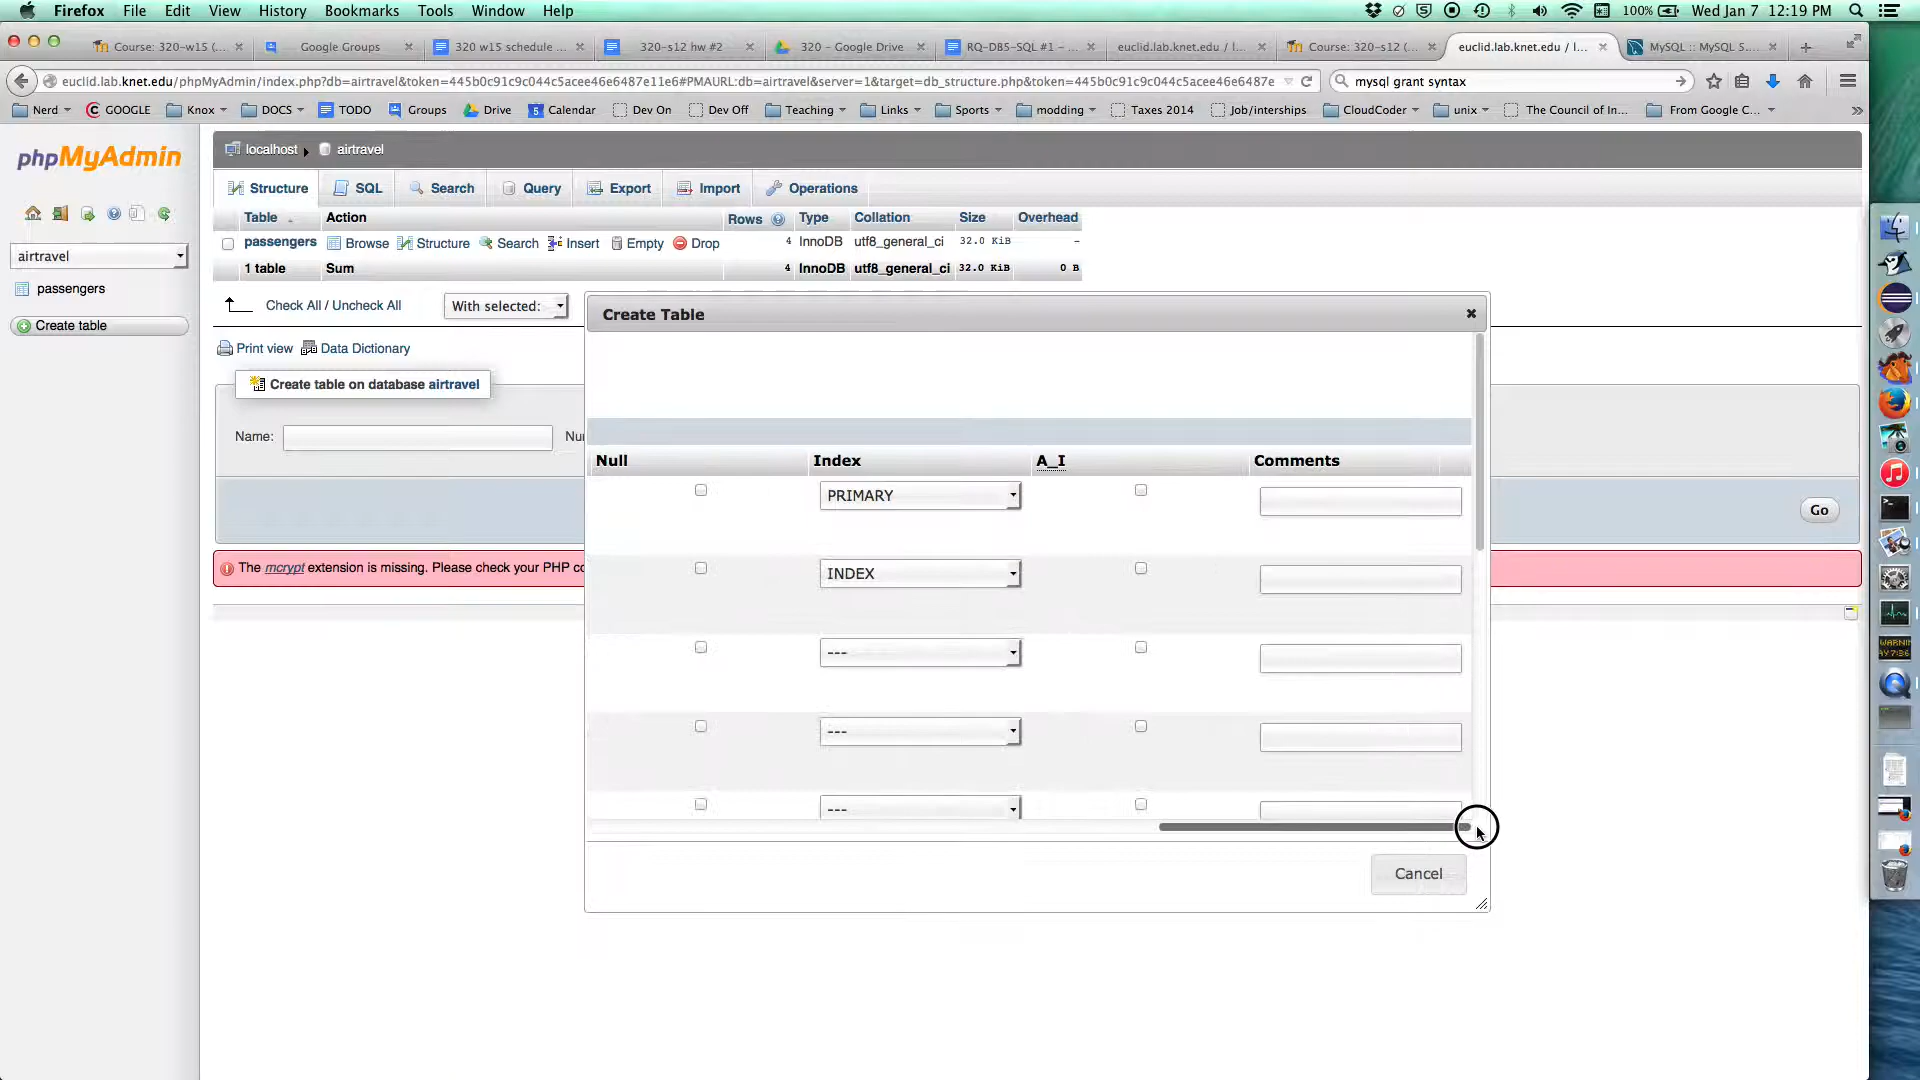 Firefox File Edit View History Bookmarks Tools Window Help 100% Wed Jan 7 12:19 PM
Course: 320-w15 (... Google Groups 320 w15 schedule ... 320-s12 hw #2 320 - Google Drive RQ-DB5-SQL #1 - ... euclid.lab.knet.edu / l... Course: 320-s12 (... euclid.lab.knet.edu / l... MySQL :: MySQL 5....
euclid.lab.knet.edu/phpMyAdmin/index.php?db=airtravel&token=445b0c91c9c044c5acee46e6487e11e6#PMAURL:db=airtravel&server=1&target=db_structure.php&token=445b0c91c9c044c5acee46e6487e mysql grant syntax
Nerd GOOGLE Knox DOCS TODO Groups Drive Calendar Dev On Dev Off Teaching Links Sports modding Taxes 2014 Job/interships CloudCoder unix The Council of In... From Google C...
phpMyAdmin
airtravel
passengers
Create table
localhost airtravel
Structure SQL Search Query Export Import Operations
Table Action Rows Type Collation Size Overhead
passengers Browse Structure Search Insert Empty Drop 4 InnoDB utf8_general_ci 32.0 KiB -
1 table Sum 4 InnoDB utf8_general_ci 32.0 KiB 0 B
Check All / Uncheck All With selected:
Print view Data Dictionary
Create table on database airtravel
Name: Nu
Go
The mcrypt extension is missing. Please check your PHP co
Create Table
Null Index A_I Comments
PRIMARY
INDEX
---
---
---
Cancel